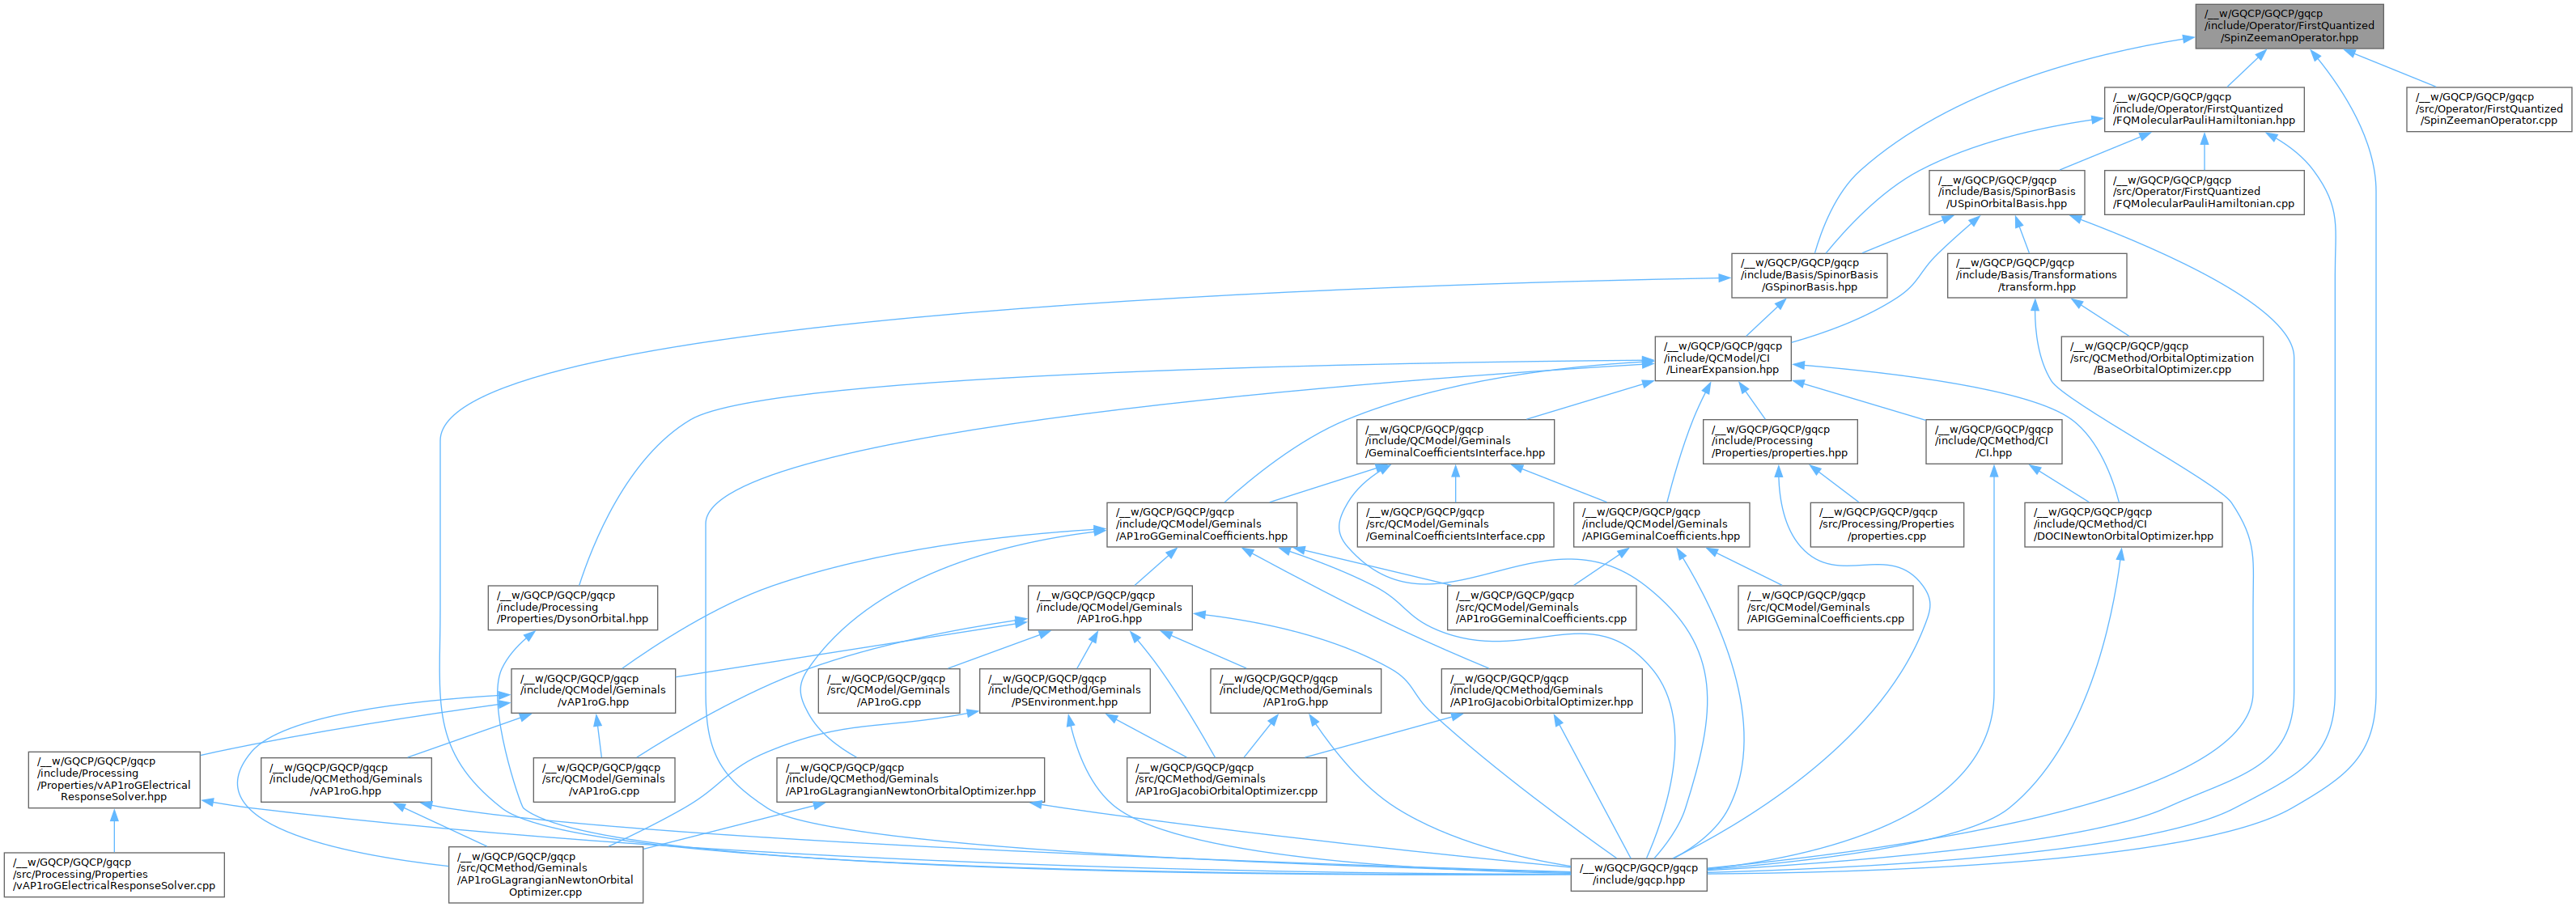 /__w/GQCP/GQCP/gqcp
/include/Operator/FirstQuantized
/SpinZeemanOperator.hpp
/__w/GQCP/GQCP/gqcp
/include/Operator/FirstQuantized
/FQMolecularPauliHamiltonian.hpp
/__w/GQCP/GQCP/gqcp
/src/Operator/FirstQuantized
/SpinZeemanOperator.cpp
/__w/GQCP/GQCP/gqcp
/include/Basis/SpinorBasis
/USpinOrbitalBasis.hpp
/__w/GQCP/GQCP/gqcp
/src/Operator/FirstQuantized
/FQMolecularPauliHamiltonian.cpp
/__w/GQCP/GQCP/gqcp
/include/Basis/SpinorBasis
/GSpinorBasis.hpp
/__w/GQCP/GQCP/gqcp
/include/Basis/Transformations
/transform.hpp
/__w/GQCP/GQCP/gqcp
/include/QCModel/CI
/LinearExpansion.hpp
/__w/GQCP/GQCP/gqcp
/src/QCMethod/OrbitalOptimization
/BaseOrbitalOptimizer.cpp
/__w/GQCP/GQCP/gqcp
/include/QCModel/Geminals
/GeminalCoefficientsInterface.hpp
/__w/GQCP/GQCP/gqcp
/include/Processing
/Properties/properties.hpp
/__w/GQCP/GQCP/gqcp
/include/QCMethod/CI
/CI.hpp
/__w/GQCP/GQCP/gqcp
/include/QCModel/Geminals
/AP1roGGeminalCoefficients.hpp
/__w/GQCP/GQCP/gqcp
/src/QCModel/Geminals
/GeminalCoefficientsInterface.cpp
/__w/GQCP/GQCP/gqcp
/include/QCModel/Geminals
/APIGGeminalCoefficients.hpp
/__w/GQCP/GQCP/gqcp
/src/Processing/Properties
/properties.cpp
/__w/GQCP/GQCP/gqcp
/include/QCMethod/CI
/DOCINewtonOrbitalOptimizer.hpp
/__w/GQCP/GQCP/gqcp
/include/Processing
/Properties/DysonOrbital.hpp
/__w/GQCP/GQCP/gqcp
/include/QCModel/Geminals
/AP1roG.hpp
/__w/GQCP/GQCP/gqcp
/src/QCModel/Geminals
/AP1roGGeminalCoefficients.cpp
/__w/GQCP/GQCP/gqcp
/src/QCModel/Geminals
/APIGGeminalCoefficients.cpp
/__w/GQCP/GQCP/gqcp
/include/QCModel/Geminals
/vAP1roG.hpp
/__w/GQCP/GQCP/gqcp
/src/QCModel/Geminals
/AP1roG.cpp
/__w/GQCP/GQCP/gqcp
/include/QCMethod/Geminals
/PSEnvironment.hpp
/__w/GQCP/GQCP/gqcp
/include/QCMethod/Geminals
/AP1roG.hpp
/__w/GQCP/GQCP/gqcp
/include/QCMethod/Geminals
/AP1roGJacobiOrbitalOptimizer.hpp
/__w/GQCP/GQCP/gqcp
/include/Processing
/Properties/vAP1roGElectrical
ResponseSolver.hpp
/__w/GQCP/GQCP/gqcp
/include/QCMethod/Geminals
/vAP1roG.hpp
/__w/GQCP/GQCP/gqcp
/src/QCModel/Geminals
/vAP1roG.cpp
/__w/GQCP/GQCP/gqcp
/include/QCMethod/Geminals
/AP1roGLagrangianNewtonOrbitalOptimizer.hpp
/__w/GQCP/GQCP/gqcp
/src/QCMethod/Geminals
/AP1roGJacobiOrbitalOptimizer.cpp
/__w/GQCP/GQCP/gqcp
/src/Processing/Properties
/vAP1roGElectricalResponseSolver.cpp
/__w/GQCP/GQCP/gqcp
/src/QCMethod/Geminals
/AP1roGLagrangianNewtonOrbital
Optimizer.cpp
/__w/GQCP/GQCP/gqcp
/include/gqcp.hpp